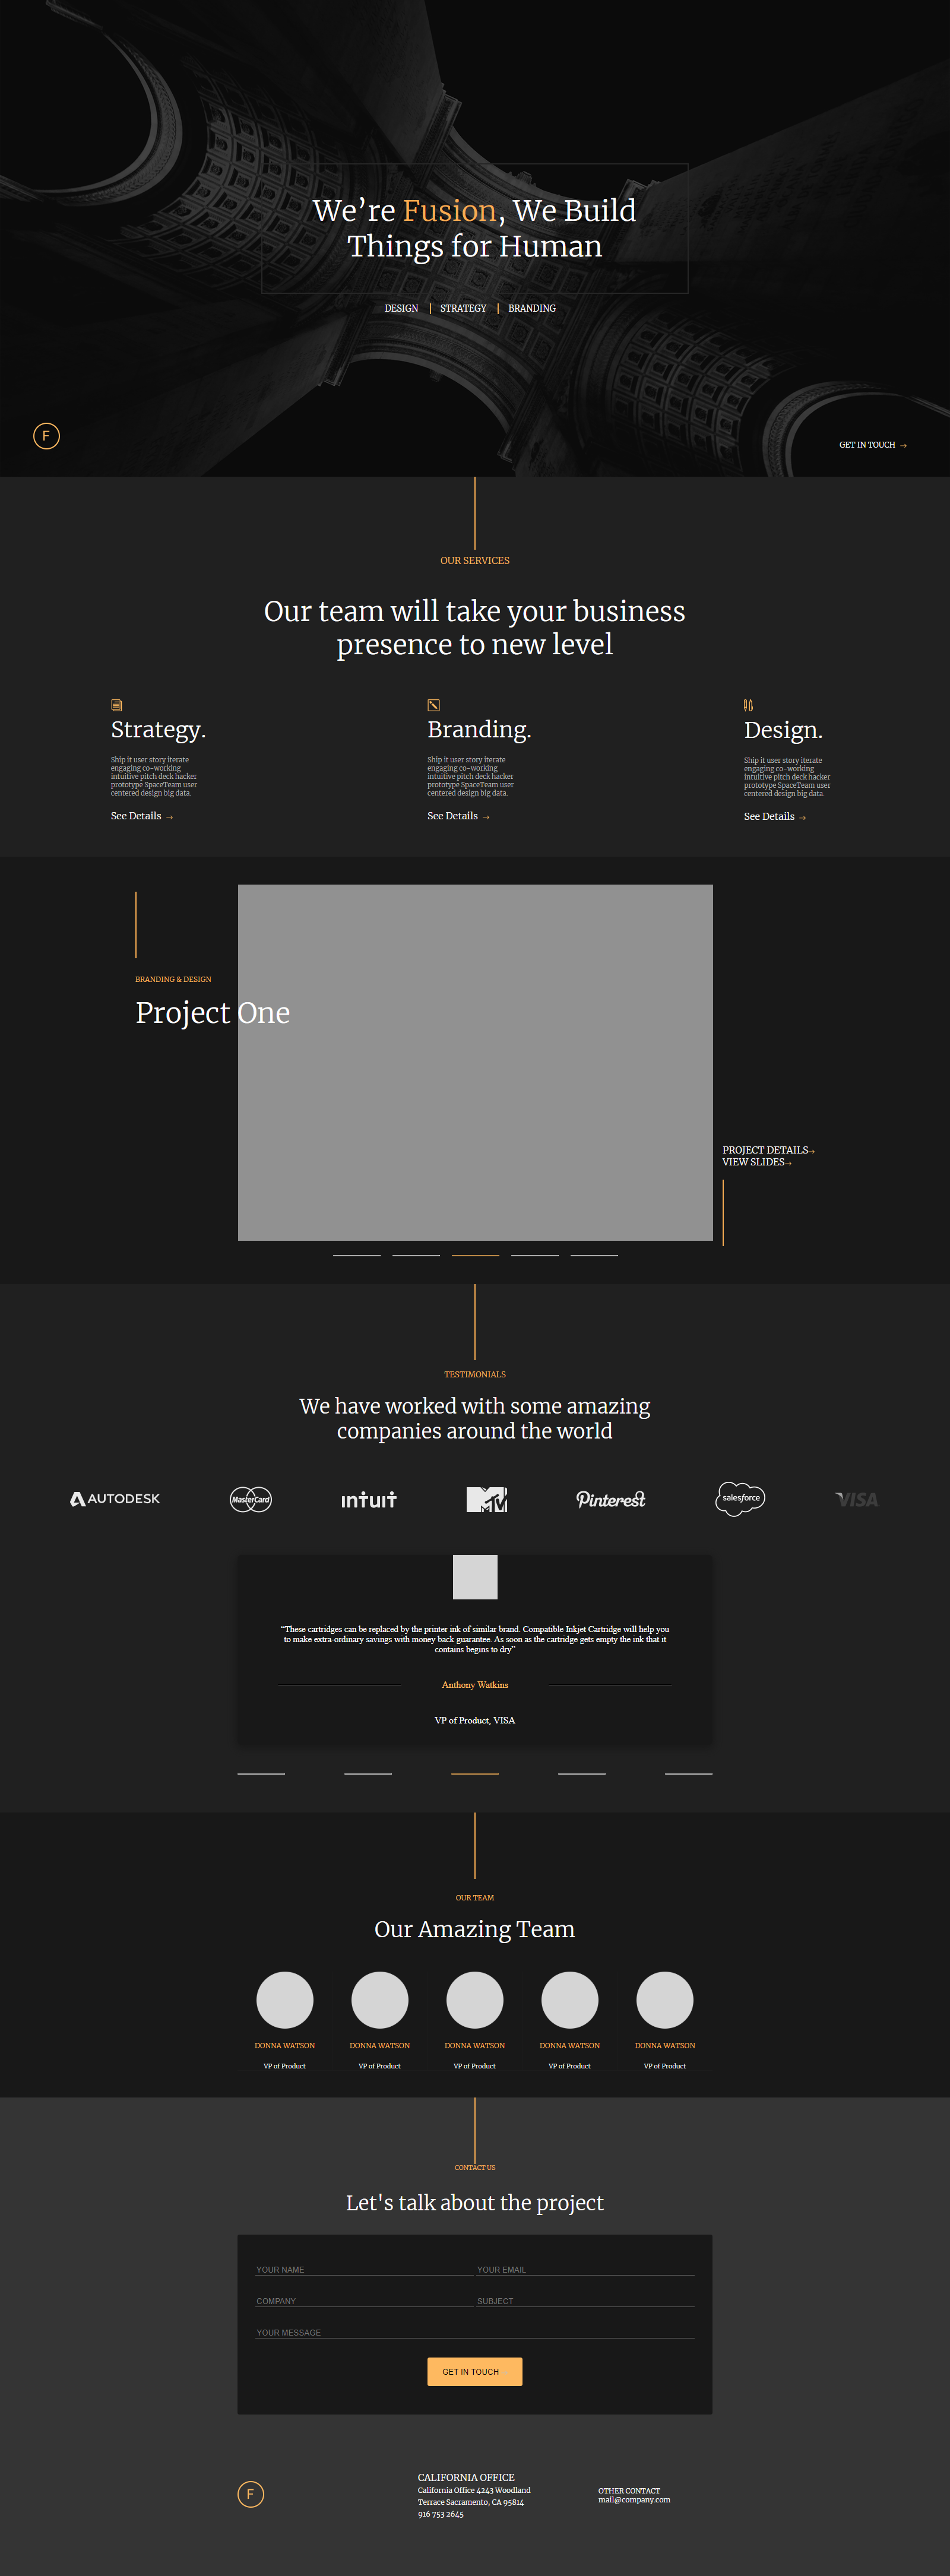 We’re Fusion, We Build
Things for Human
DESIGN | STRATEGY | BRANDING
F
GET IN TOUCH →
OUR SERVICES
Our team will take your business
presence to new level
Strategy.
Ship it user story iterate
engaging co-working
intuitive pitch deck hacker
prototype SpaceTeam user
centered design big data.
See Details →
Branding.
Ship it user story iterate
engaging co-working
intuitive pitch deck hacker
prototype SpaceTeam user
centered design big data.
See Details →
Design.
Ship it user story iterate
engaging co-working
intuitive pitch deck hacker
prototype SpaceTeam user
centered design big data.
See Details →
BRANDING & DESIGN
Project One
PROJECT DETAILS→
VIEW SLIDES→
TESTIMONIALS
We have worked with some amazing
companies around the world
AUTODESK MasterCard intuit MTV Pinterest salesforce VISA
“These cartridges can be replaced by the printer ink of similar brand. Compatible Inkjet Cartridge will help you
to make extra-ordinary savings with money back guarantee. As soon as the cartridge gets empty the ink that it
contains begins to dry”
Anthony Watkins
VP of Product, VISA
OUR TEAM
Our Amazing Team
DONNA WATSON DONNA WATSON DONNA WATSON DONNA WATSON DONNA WATSON
VP of Product VP of Product VP of Product VP of Product VP of Product
CONTACT US
Let's talk about the project
YOUR NAME YOUR EMAIL
COMPANY SUBJECT
YOUR MESSAGE
GET IN TOUCH
F
CALIFORNIA OFFICE
California Office 4243 Woodland
Terrace Sacramento, CA 95814
916 753 2645
OTHER CONTACT
mail@company.com